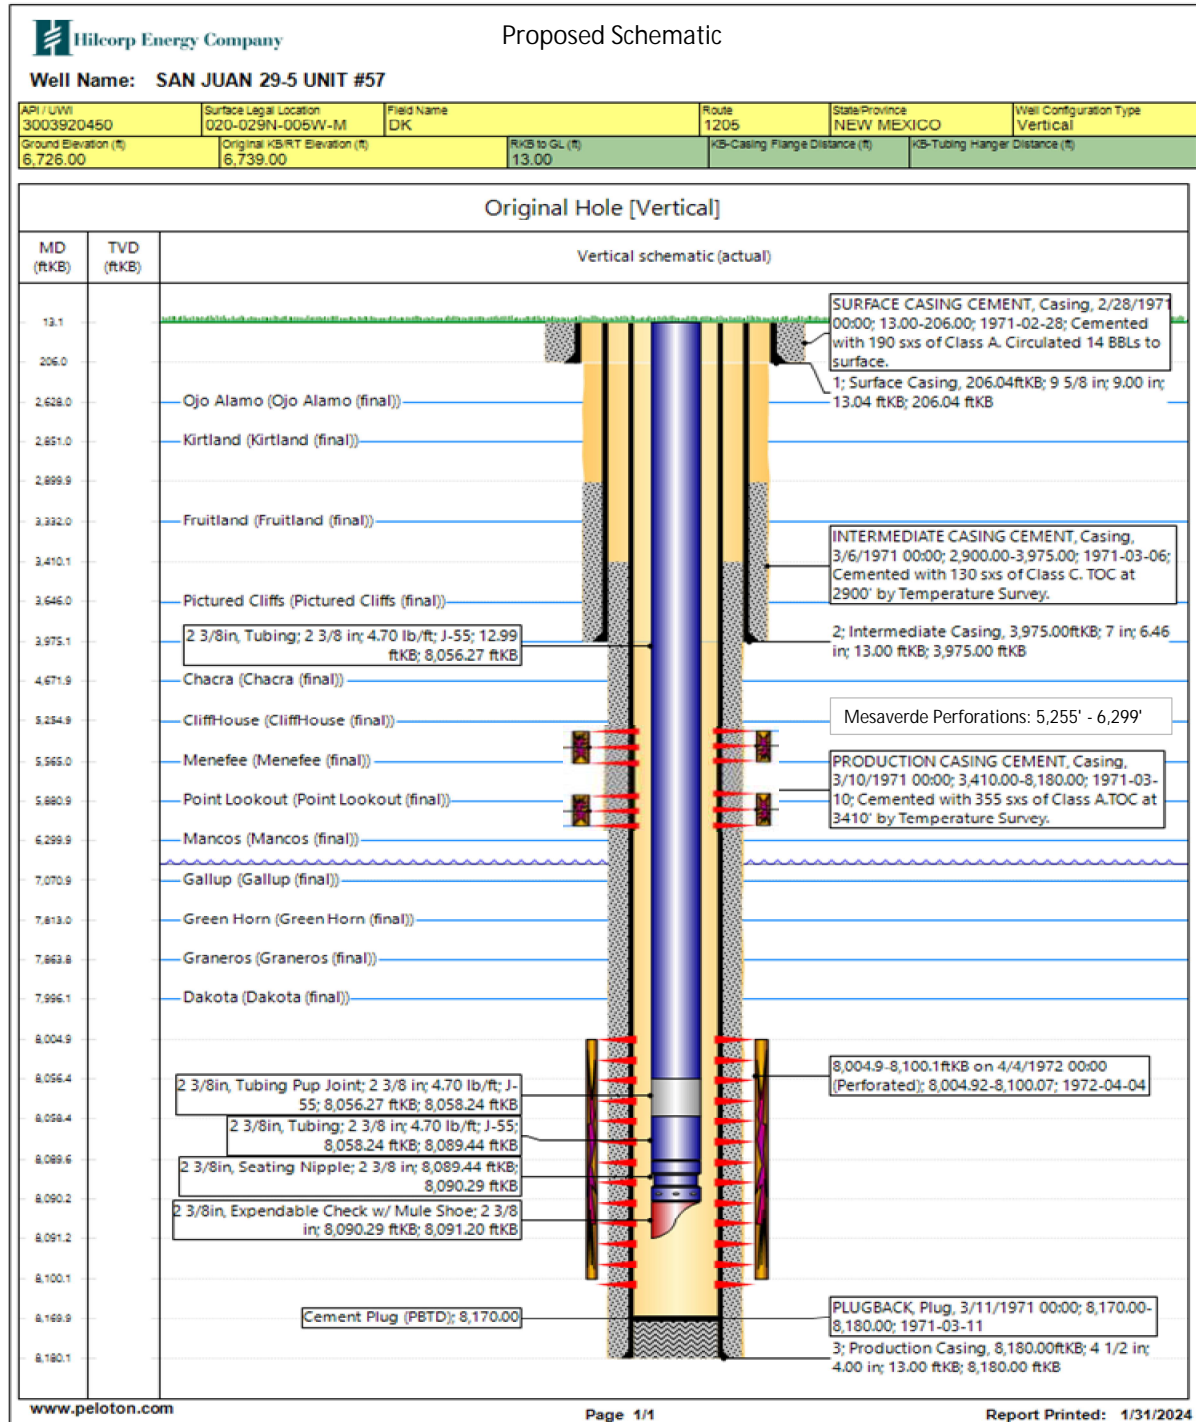 Hilcorp Energy Company
Proposed Schematic
Well Name: SAN JUAN 29-5 UNIT #57
API / UWI
3003920450
Surface Legal Location
020-029N-005W-M
Field Name
DK
Route
1205
State/Province
NEW MEXICO
Well Configuration Type
Vertical
Ground Elevation (ft)
6,726.00
Original KB/RT Elevation (ft)
6,739.00
RKB to GL (ft)
13.00
KB-Casing Flange Distance (ft)
KB-Tubing Hanger Distance (ft)
Original Hole [Vertical]
MD
(ftKB)
TVD
(ftKB)
Vertical schematic (actual)
13.1
SURFACE CASING CEMENT, Casing, 2/28/1971
00:00; 13.00-206.00; 1971-02-28; Cemented
with 190 sxs of Class A. Circulated 14 BBLs to
surface.
206.0
1; Surface Casing, 206.04ftKB; 9 5/8 in; 9.00 in;
13.04 ftKB; 206.04 ftKB
2,628.0
Ojo Alamo (Ojo Alamo (final))
2,851.0
Kirtland (Kirtland (final))
2,899.9
3,332.0
Fruitland (Fruitland (final))
INTERMEDIATE CASING CEMENT, Casing,
3/6/1971 00:00; 2,900.00-3,975.00; 1971-03-06;
Cemented with 130 sxs of Class C. TOC at
2900' by Temperature Survey.
3,410.1
3,646.0
Pictured Cliffs (Pictured Cliffs (final))
3,975.1
2 3/8in, Tubing; 2 3/8 in; 4.70 lb/ft; J-55; 12.99
ftKB; 8,056.27 ftKB
2; Intermediate Casing, 3,975.00ftKB; 7 in; 6.46
in; 13.00 ftKB; 3,975.00 ftKB
4,671.9
Chacra (Chacra (final))
5,254.9
CliffHouse (CliffHouse (final))
Mesaverde Perforations: 5,255' - 6,299'
5,565.0
Menefee (Menefee (final))
PRODUCTION CASING CEMENT, Casing,
3/10/1971 00:00; 3,410.00-8,180.00; 1971-03-
10; Cemented with 355 sxs of Class A.TOC at
3410' by Temperature Survey.
5,880.9
Point Lookout (Point Lookout (final))
6,299.9
Mancos (Mancos (final))
7,070.9
Gallup (Gallup (final))
7,813.0
Green Horn (Green Horn (final))
7,863.8
Graneros (Graneros (final))
7,996.1
Dakota (Dakota (final))
8,004.9
8,004.9-8,100.1ftKB on 4/4/1972 00:00
(Perforated); 8,004.92-8,100.07; 1972-04-04
8,056.4
2 3/8in, Tubing Pup Joint; 2 3/8 in; 4.70 lb/ft; J-
55; 8,056.27 ftKB; 8,058.24 ftKB
8,058.4
2 3/8in, Tubing; 2 3/8 in; 4.70 lb/ft; J-55;
8,058.24 ftKB; 8,089.44 ftKB
8,089.6
2 3/8in, Seating Nipple; 2 3/8 in; 8,089.44 ftKB;
8,090.29 ftKB
8,090.2
2 3/8in, Expendable Check w/ Mule Shoe; 2 3/8
in; 8,090.29 ftKB; 8,091.20 ftKB
8,091.2
8,100.1
8,169.9
Cement Plug (PBTD); 8,170.00
PLUGBACK, Plug, 3/11/1971 00:00; 8,170.00-
8,180.00; 1971-03-11
8,180.1
3; Production Casing, 8,180.00ftKB; 4 1/2 in;
4.00 in; 13.00 ftKB; 8,180.00 ftKB
www.peloton.com
Page 1/1
Report Printed: 1/31/2024